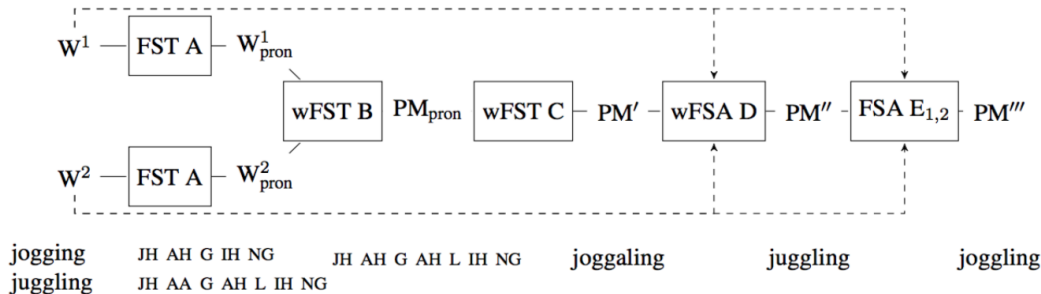 W¹ FST A W¹pron
wFST B PMpron wFST C PM′ wFSA D PM″ FSA E1,2 PM‴
W² FST A W²pron
jogging JH AH G IH NG JH AH G AH L IH NG joggaling juggling joggling
juggling JH AA G AH L IH NG